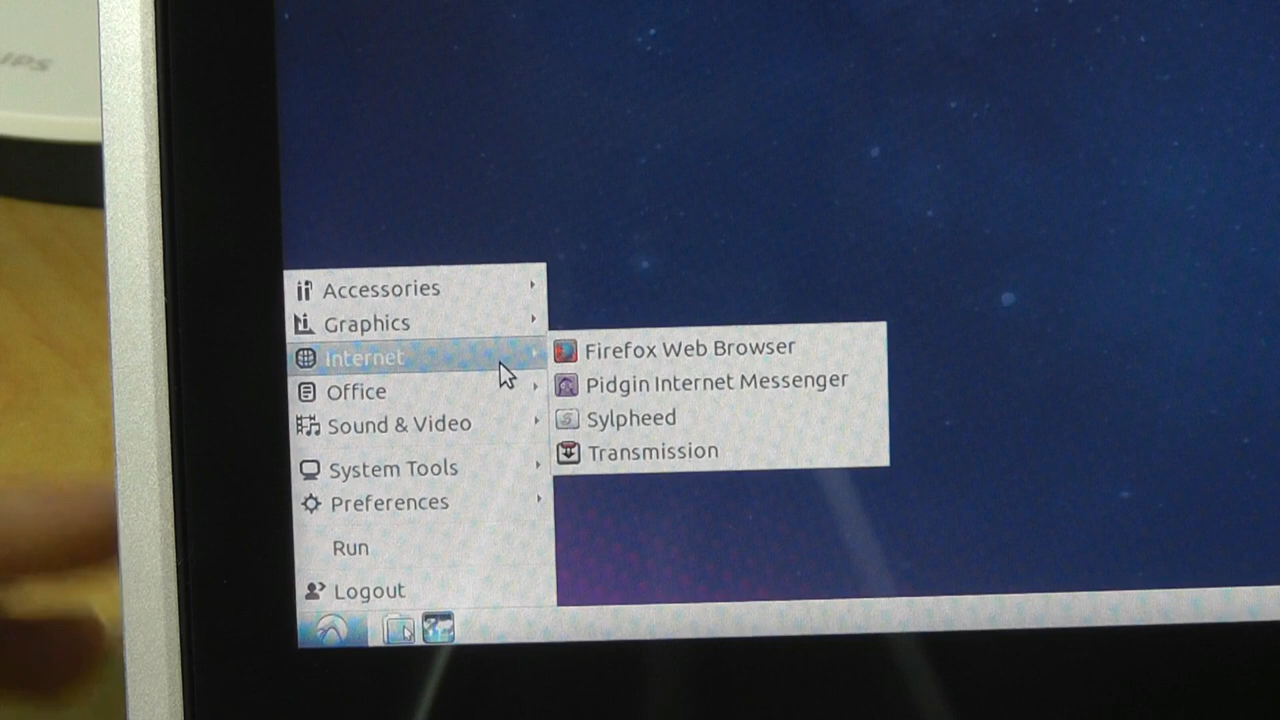 Accessories
Graphics
Internet
Office
Sound & Video
System Tools
Preferences
Run
Logout
Firefox Web Browser
Pidgin Internet Messenger
Sylpheed
Transmission